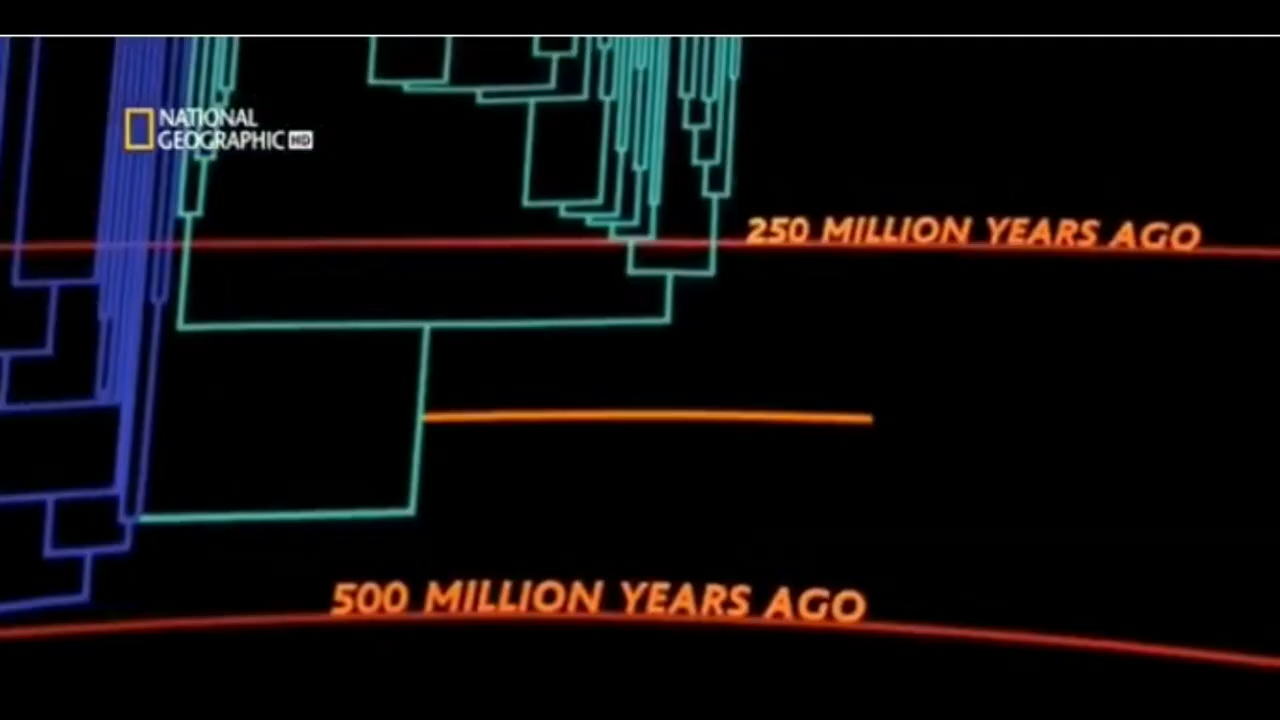 NATIONAL
GEOGRAPHIC HD
250 MILLION YEARS AGO
500 MILLION YEARS AGO